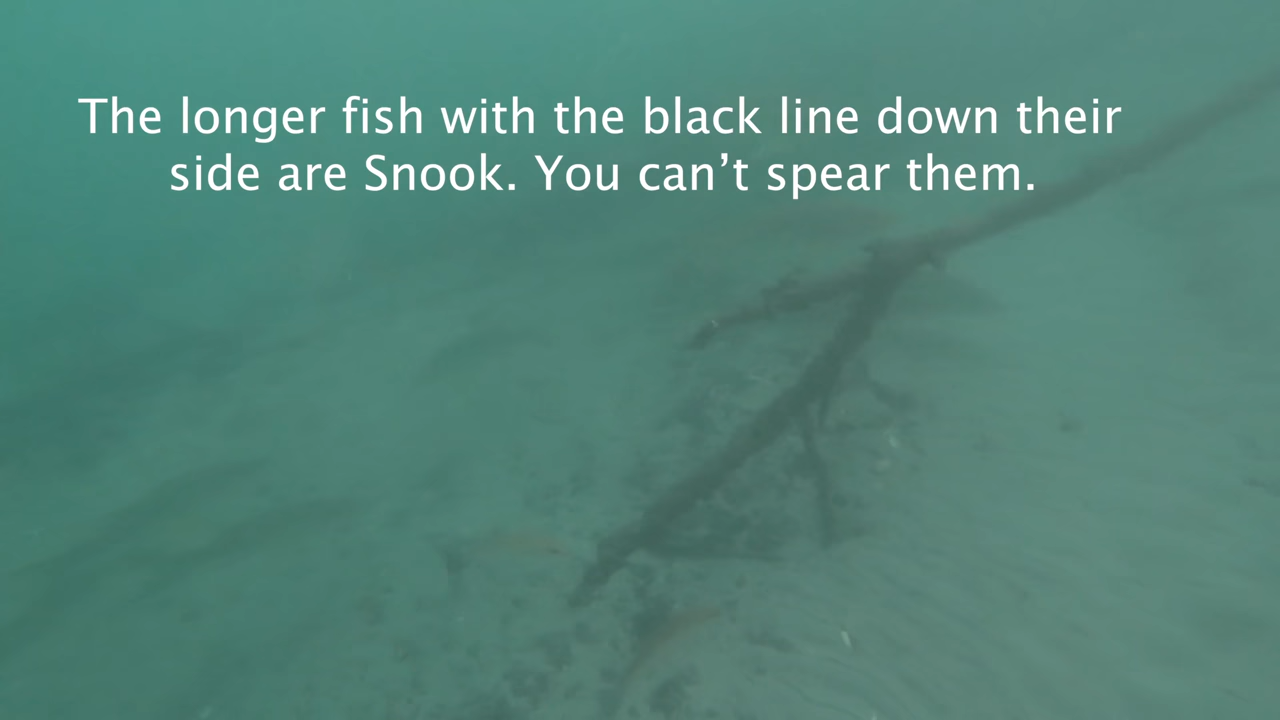 The longer fish with the black line down their
side are Snook. You can’t spear them.